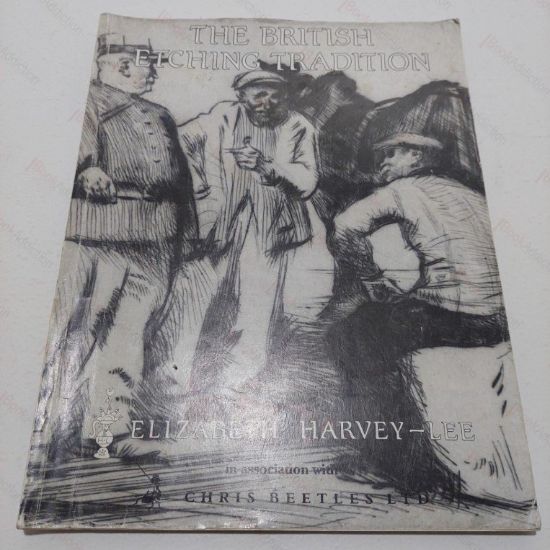 THE BRITISH
ETCHING TRADITION
ELIZABETH HARVEY-LEE
in association with
CHRIS BEETLES LTD